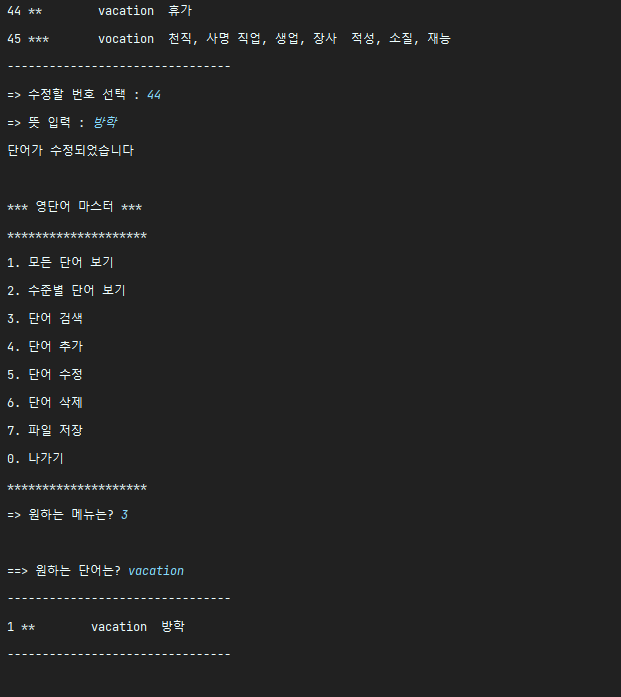 44 **        vacation  휴가
45 ***       vocation  천직, 사명 직업, 생업, 장사  적성, 소질, 재능
--------------------------------
=> 수정할 번호 선택 : 44
=> 뜻 입력 : 방학
단어가 수정되었습니다
*** 영단어 마스터 ***
********************
1. 모든 단어 보기
2. 수준별 단어 보기
3. 단어 검색
4. 단어 추가
5. 단어 수정
6. 단어 삭제
7. 파일 저장
0. 나가기
********************
=> 원하는 메뉴는? 3
==> 원하는 단어는? vacation
--------------------------------
1 **        vacation  방학
--------------------------------